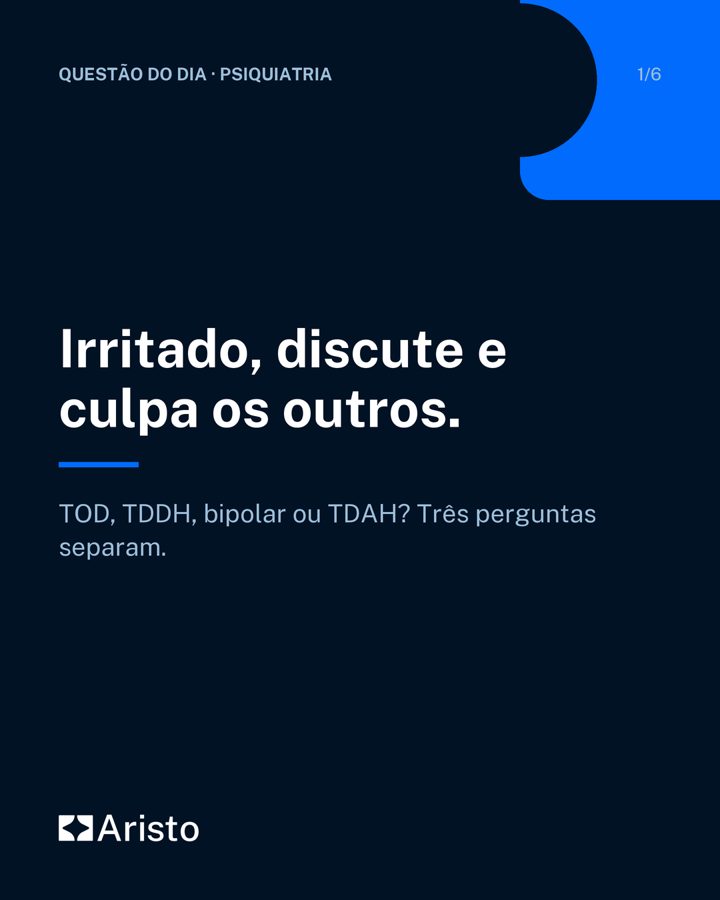 QUESTÃO DO DIA · PSIQUIATRIA
1/6
Irritado, discute e
culpa os outros.
TOD, TDDH, bipolar ou TDAH? Três perguntas
separam.
Aristo